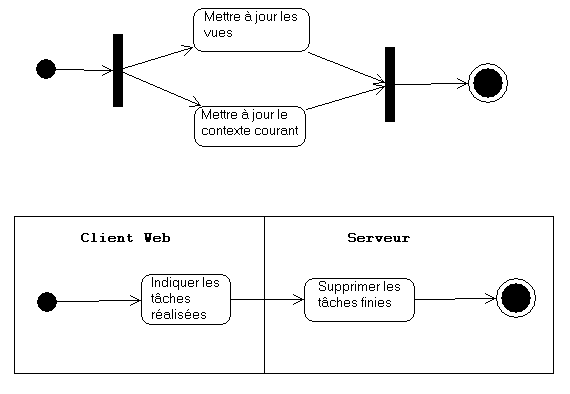 Mettre à jour les
vues
Mettre à jour le
contexte courant
Client Web
Serveur
Indiquer les
tâches
réalisées
Supprimer les
tâches finies